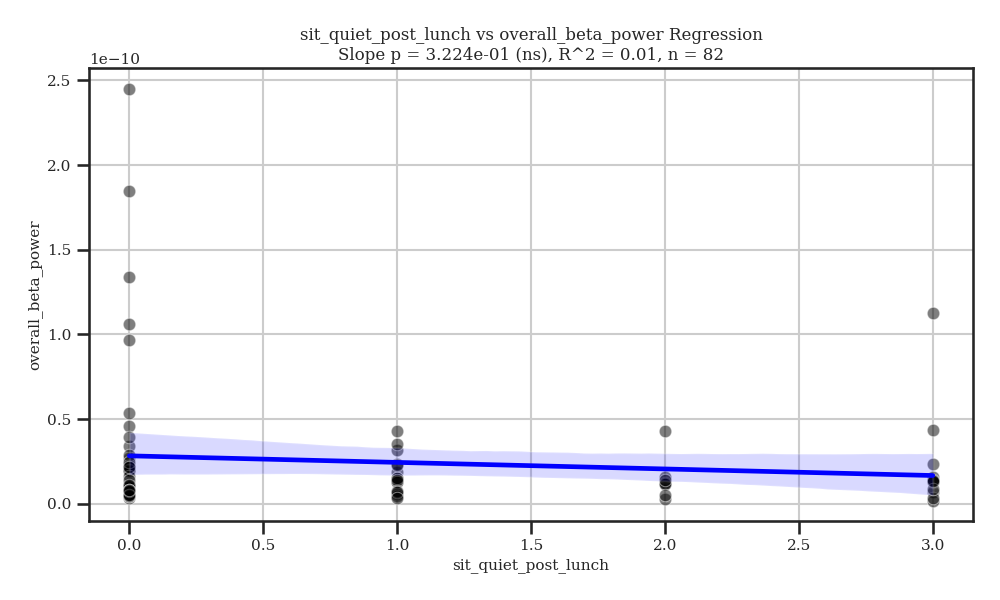 sit_quiet_post_lunch vs overall_beta_power Regression
Slope p = 3.224e-01 (ns), R^2 = 0.01, n = 82
1e−10
2.5
2.0
1.5
1.0
0.5
0.0
overall_beta_power
0.0 0.5 1.0 1.5 2.0 2.5 3.0
sit_quiet_post_lunch